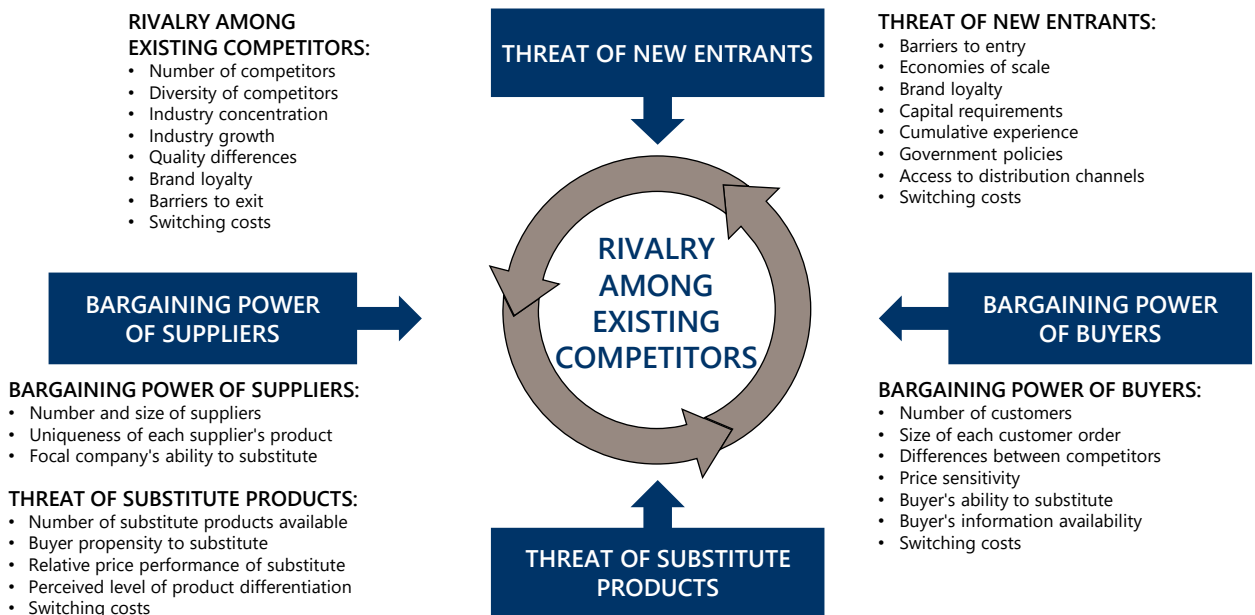 RIVALRY AMONG
EXISTING COMPETITORS:
• Number of competitors
• Diversity of competitors
• Industry concentration
• Industry growth
• Quality differences
• Brand loyalty
• Barriers to exit
• Switching costs
THREAT OF NEW ENTRANTS
THREAT OF NEW ENTRANTS:
• Barriers to entry
• Economies of scale
• Brand loyalty
• Capital requirements
• Cumulative experience
• Government policies
• Access to distribution channels
• Switching costs
BARGAINING POWER
OF SUPPLIERS
RIVALRY
AMONG
EXISTING
COMPETITORS
BARGAINING POWER
OF BUYERS
BARGAINING POWER OF SUPPLIERS:
• Number and size of suppliers
• Uniqueness of each supplier's product
• Focal company's ability to substitute
THREAT OF SUBSTITUTE PRODUCTS:
• Number of substitute products available
• Buyer propensity to substitute
• Relative price performance of substitute
• Perceived level of product differentiation
• Switching costs
THREAT OF SUBSTITUTE
PRODUCTS
BARGAINING POWER OF BUYERS:
• Number of customers
• Size of each customer order
• Differences between competitors
• Price sensitivity
• Buyer's ability to substitute
• Buyer's information availability
• Switching costs